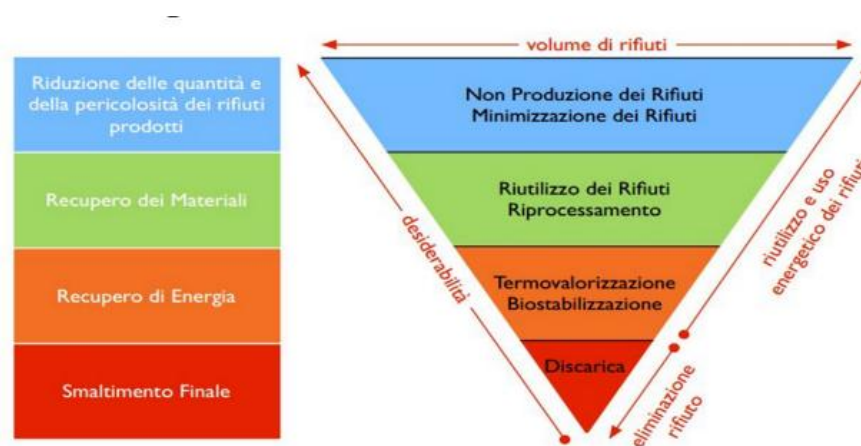 volume di rifiuti
Riduzione delle quantità e
della pericolosità dei rifiuti
prodotti
Non Produzione dei Rifiuti
Minimizzazione dei Rifiuti
Recupero dei Materiali
Riutilizzo dei Rifiuti
Riprocessamento
desiderabilità
riutilizzo e uso
energetico dei rifiuti
Recupero di Energia
Termovalorizzazione
Biostabilizzazione
Smaltimento Finale
Discarica
eliminazione
rifiuto